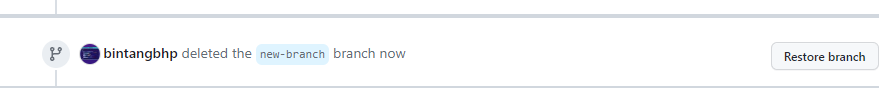 bintangbhp deleted the new-branch branch now
Restore branch